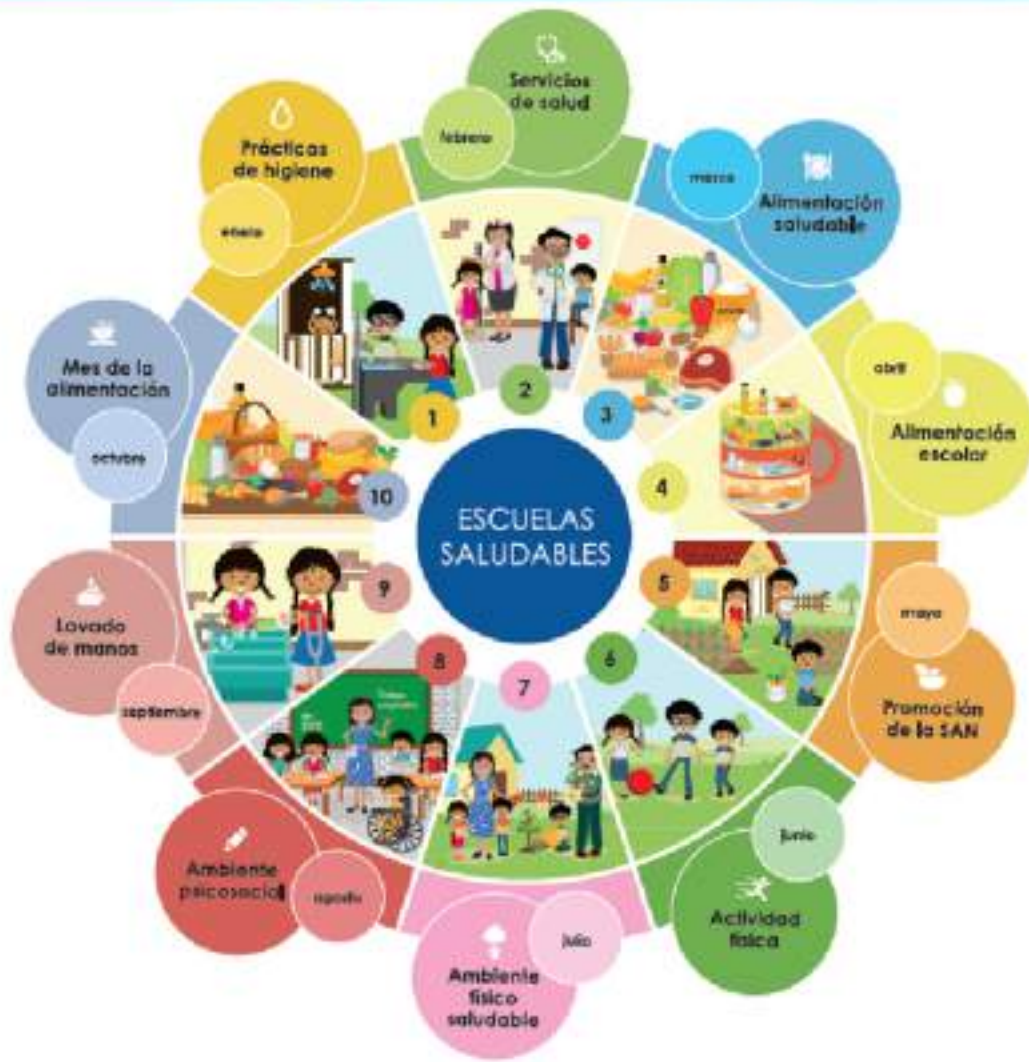 ESCUELAS
SALUDABLES
1
Prácticas
de higiene
enero
2
Servicios
de salud
febrero
3
Alimentación
saludable
marzo
4
Alimentación
escolar
abril
5
Promoción
de la SAN
mayo
6
Actividad
física
junio
7
Ambiente
físico
saludable
julio
8
Ambiente
psicosocial
agosto
9
Lavado
de manos
septiembre
10
Mes de la
alimentación
octubre